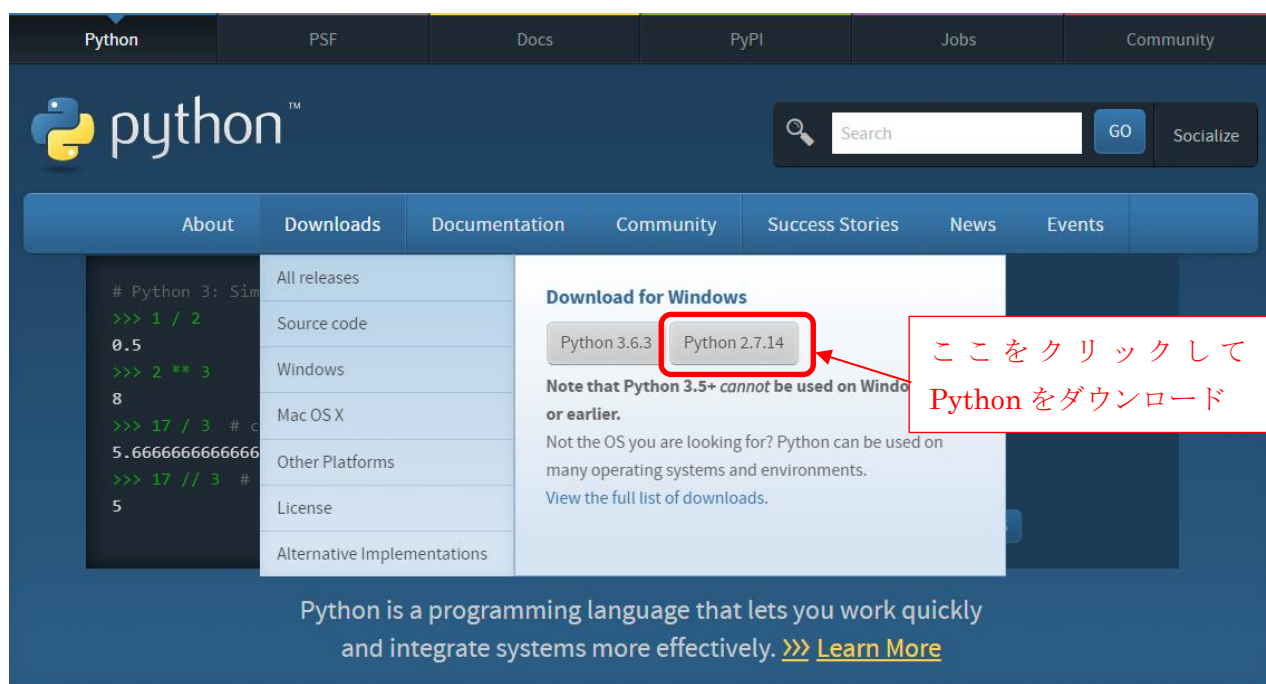 Python PSF Docs PyPI Jobs Community
python™
Search GO Socialize
About Downloads Documentation Community Success Stories News Events
# Python 3: Sim
>>> 1 / 2
0.5
>>> 2 ** 3
8
>>> 17 / 3 # c
5.6666666666666
>>> 17 // 3 #
5
All releases
Source code
Windows
Mac OS X
Other Platforms
License
Alternative Implementations
Download for Windows
Python 3.6.3 Python 2.7.14
Note that Python 3.5+ cannot be used on Windo
or earlier.
Not the OS you are looking for? Python can be used on
many operating systems and environments.
View the full list of downloads.
ここをクリックして
Pythonをダウンロード
Python is a programming language that lets you work quickly
and integrate systems more effectively. >>> Learn More